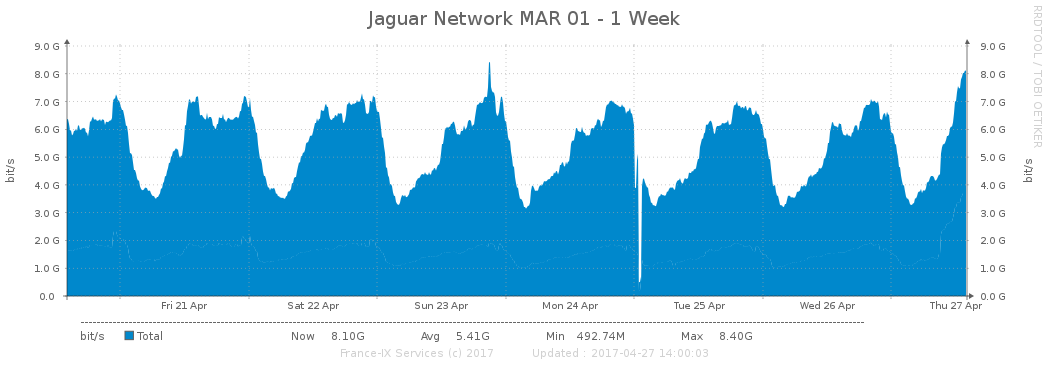 Jaguar Network MAR 01 - 1 Week
RRDTOOL / TOBI OETIKER
bit/s
9.0 G
8.0 G
7.0 G
6.0 G
5.0 G
4.0 G
3.0 G
2.0 G
1.0 G
0.0
9.0 G
8.0 G
7.0 G
6.0 G
5.0 G
4.0 G
3.0 G
2.0 G
1.0 G
0.0 G
bit/s
Fri 21 Apr Sat 22 Apr Sun 23 Apr Mon 24 Apr Tue 25 Apr Wed 26 Apr Thu 27 Apr
bit/s Total Now 8.10G Avg 5.41G Min 492.74M Max 8.40G
France-IX Services (c) 2017 Updated : 2017-04-27 14:00:03